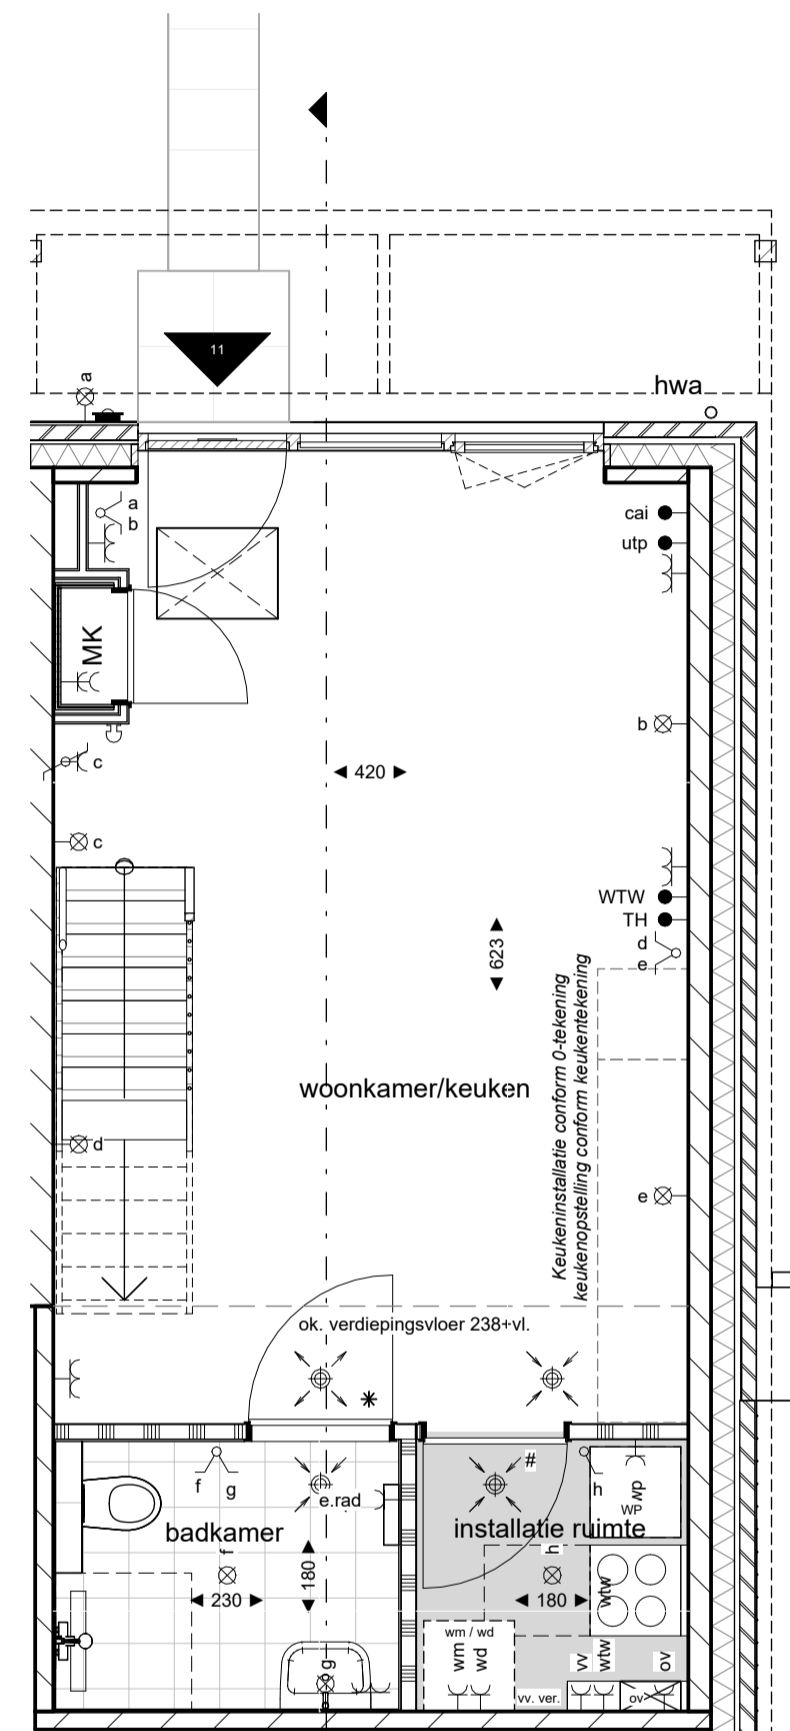 11
a
hwa
a
b
cai
utp
MK
b
c
420
c
WTW
TH
d
e
623
Keukeninstallatie conform 0-tekening
keukenopstelling conform keukentekening
woonkamer/keuken
d
e
ok. verdiepingsvloer 238+vl.
*
f g
e.rad
#
h
wp
WP
badkamer
installatie ruimte
f
h
180
230
180
wtw
wm / wd
wm
wd
vv
wtw
ov
g
vv. ver.
ov